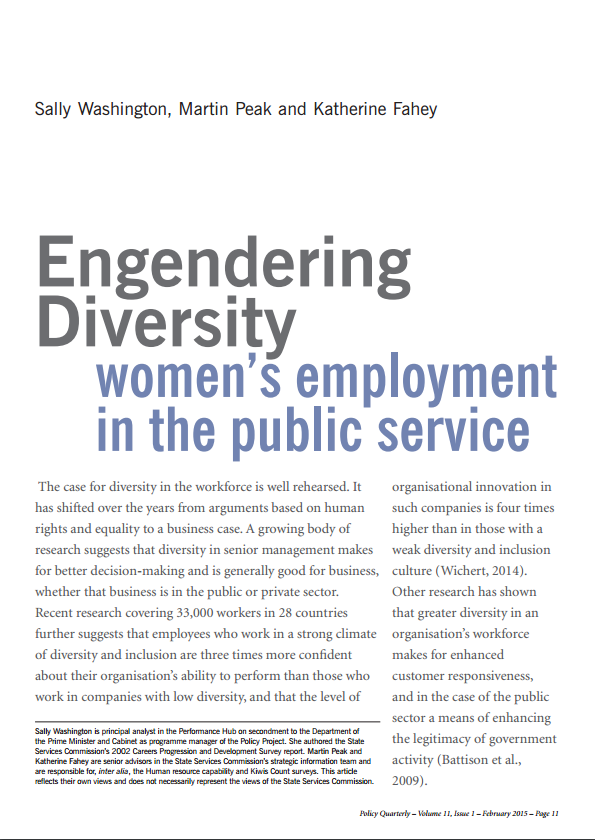 Sally Washington, Martin Peak and Katherine Fahey
Engendering
Diversity
women's employment
in the public service
The case for diversity in the workforce is well rehearsed. It
has shifted over the years from arguments based on human
rights and equality to a business case. A growing body of
research suggests that diversity in senior management makes
for better decision-making and is generally good for business,
whether that business is in the public or private sector.
Recent research covering 33,000 workers in 28 countries
further suggests that employees who work in a strong climate
of diversity and inclusion are three times more confident
about their organisation's ability to perform than those who
work in companies with low diversity, and that the level of
organisational innovation in
such companies is four times
higher than in those with a
weak diversity and inclusion
culture (Wichert, 2014).
Other research has shown
that greater diversity in an
organisation's workforce
makes for enhanced
customer responsiveness,
and in the case of the public
sector a means of enhancing
the legitimacy of government
activity (Battison et al.,
2009).
Sally Washington is principal analyst in the Performance Hub on secondment to the Department of
the Prime Minister and Cabinet as programme manager of the Policy Project. She authored the State
Services Commission's 2002 Careers Progression and Development Survey report. Martin Peak and
Katherine Fahey are senior advisors in the State Services Commission's strategic information team and
are responsible for, inter alia, the Human resource capability and Kiwis Count surveys. This article
reflects their own views and does not necessarily represent the views of the State Services Commission.
Policy Quarterly – Volume 11, Issue 1 – February 2015 – Page 11